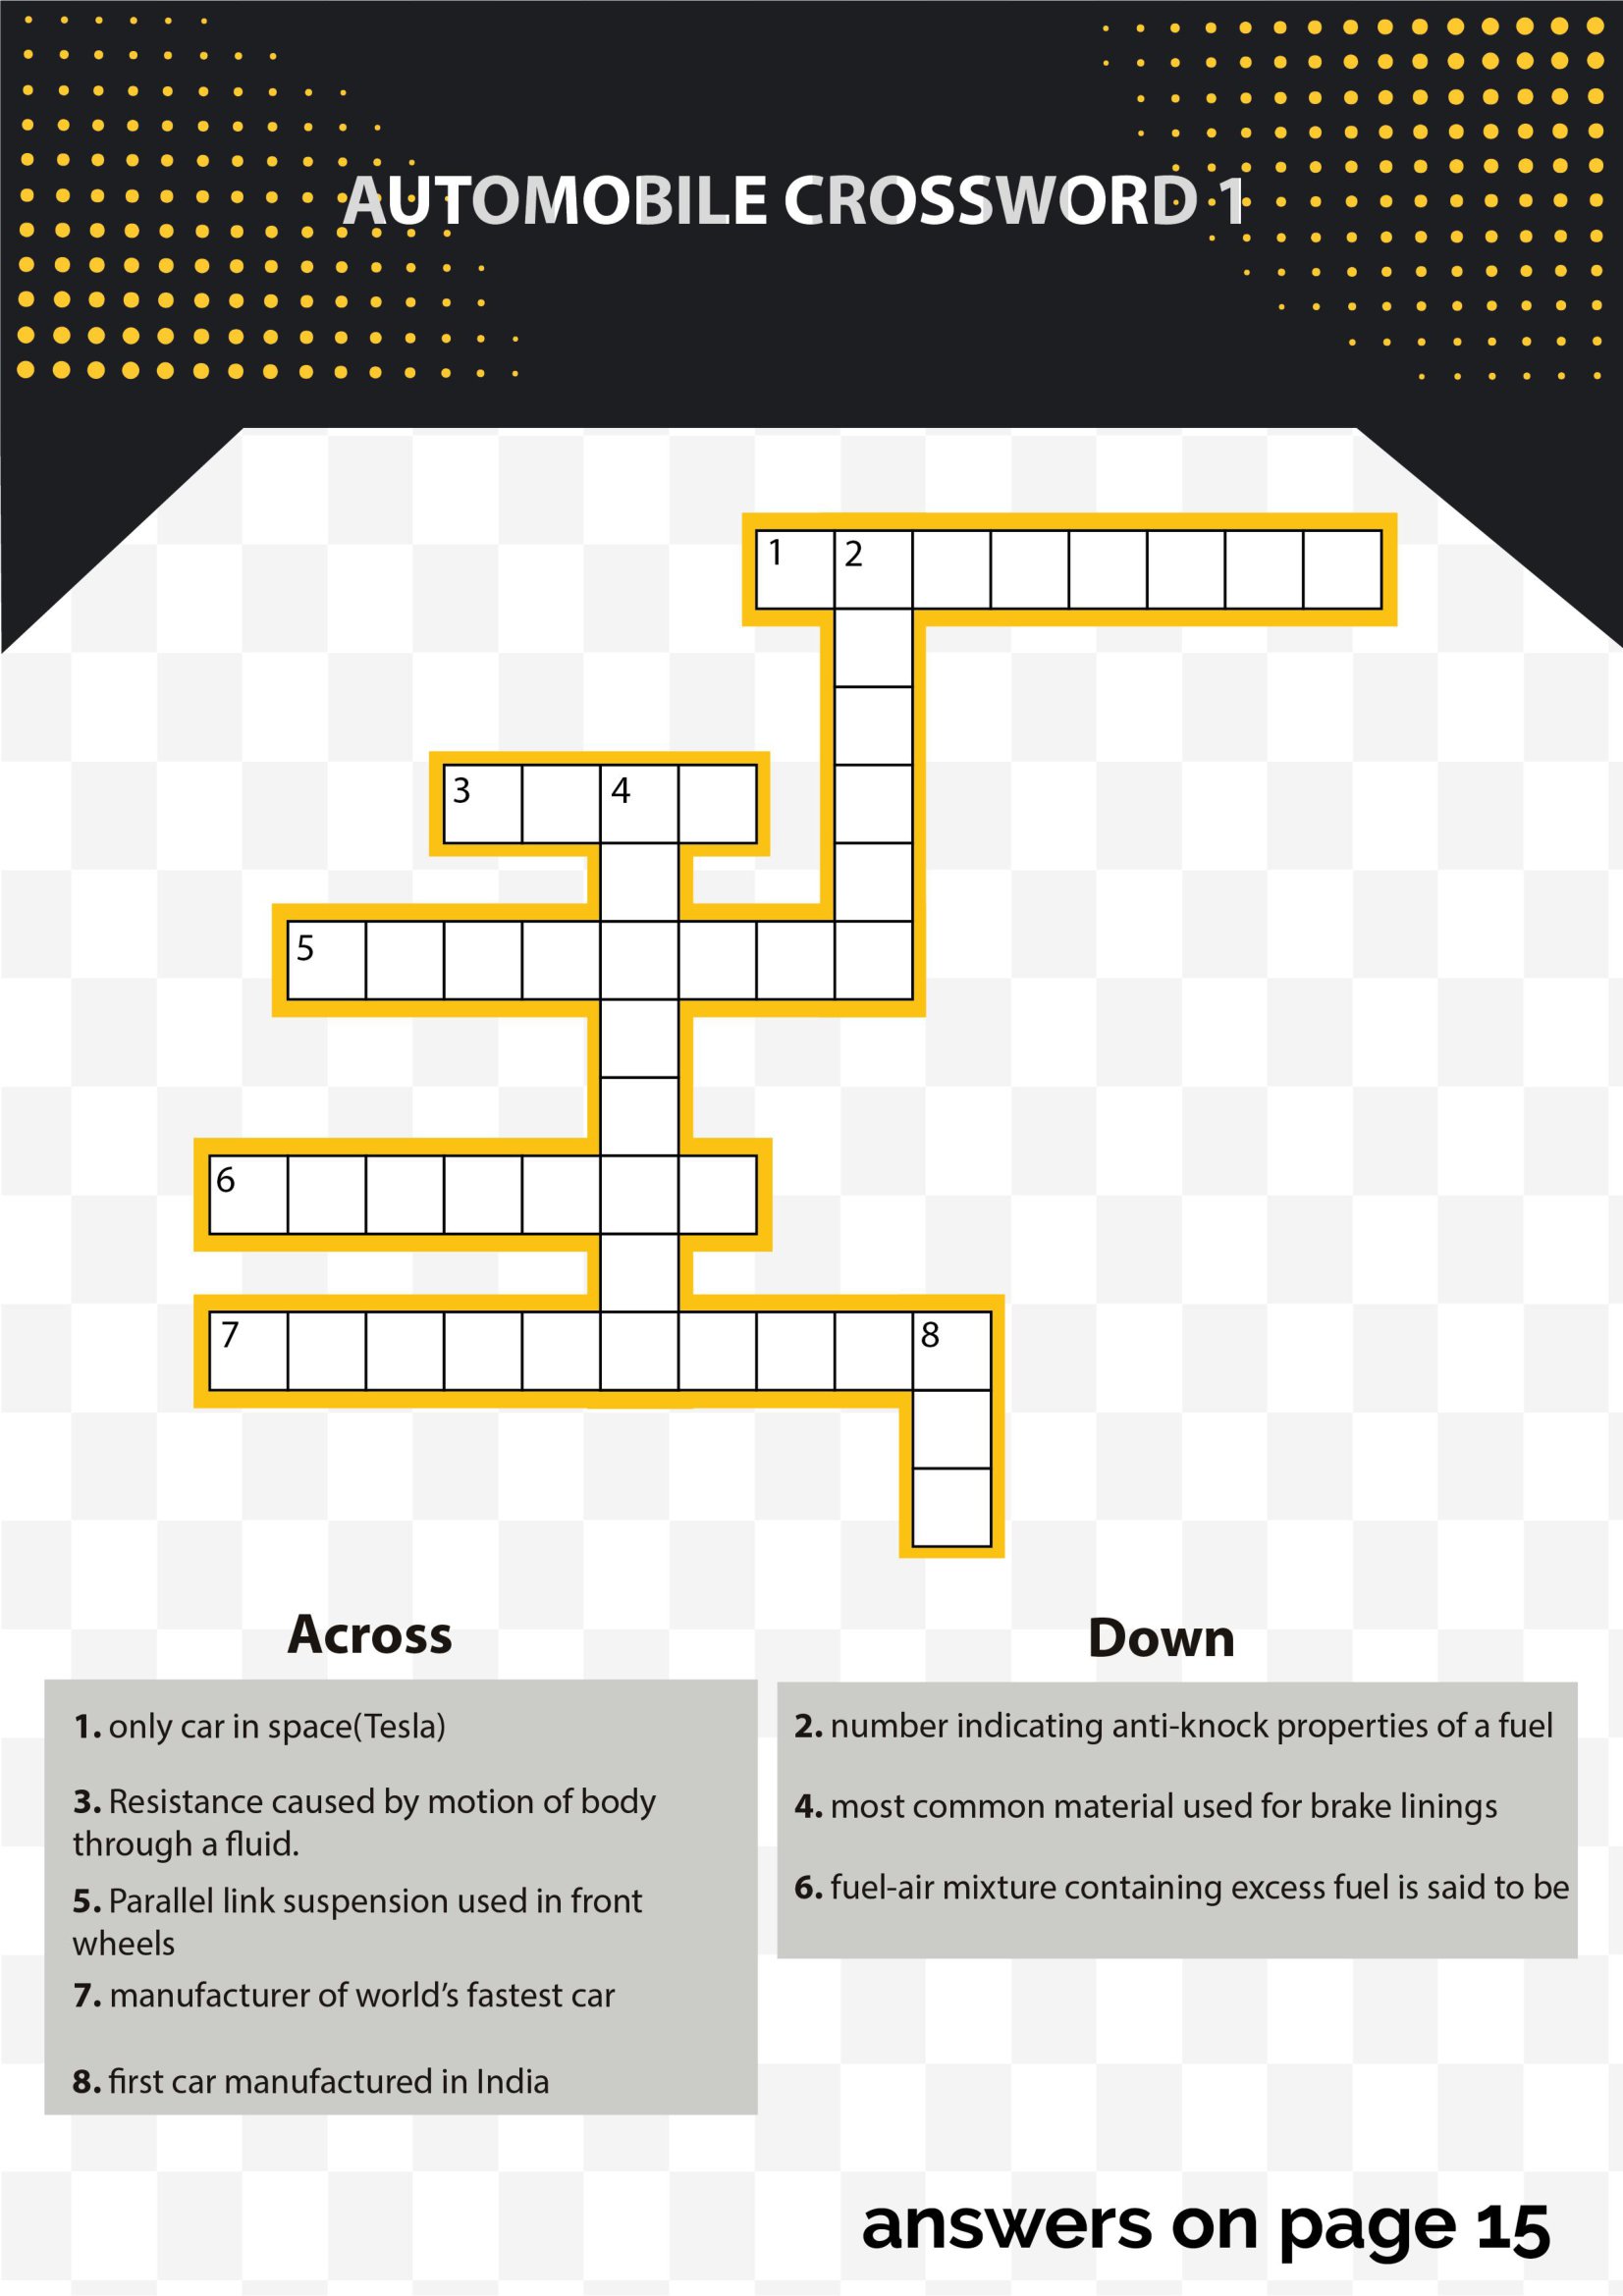 AUTOMOBILE CROSSWORD 1
1 2
3 4
5
6
7 8
Across
1. only car in space(Tesla)
3. Resistance caused by motion of body
through a fluid.
5. Parallel link suspension used in front
wheels
7. manufacturer of world’s fastest car
8. first car manufactured in India
Down
2. number indicating anti-knock properties of a fuel
4. most common material used for brake linings
6. fuel-air mixture containing excess fuel is said to be
answers on page 15